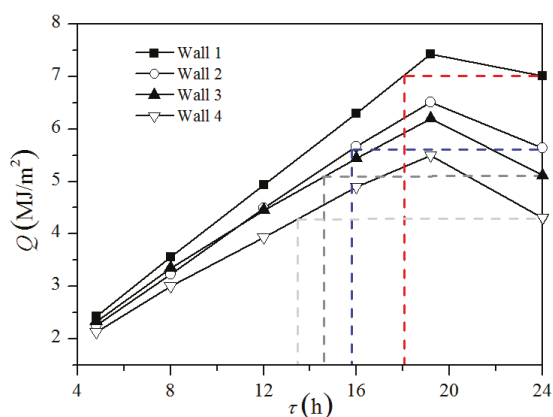 8
7
6
5
4
3
2
Q (MJ/m²)
Wall 1
Wall 2
Wall 3
Wall 4
4 8 12 16 20 24
τ (h)